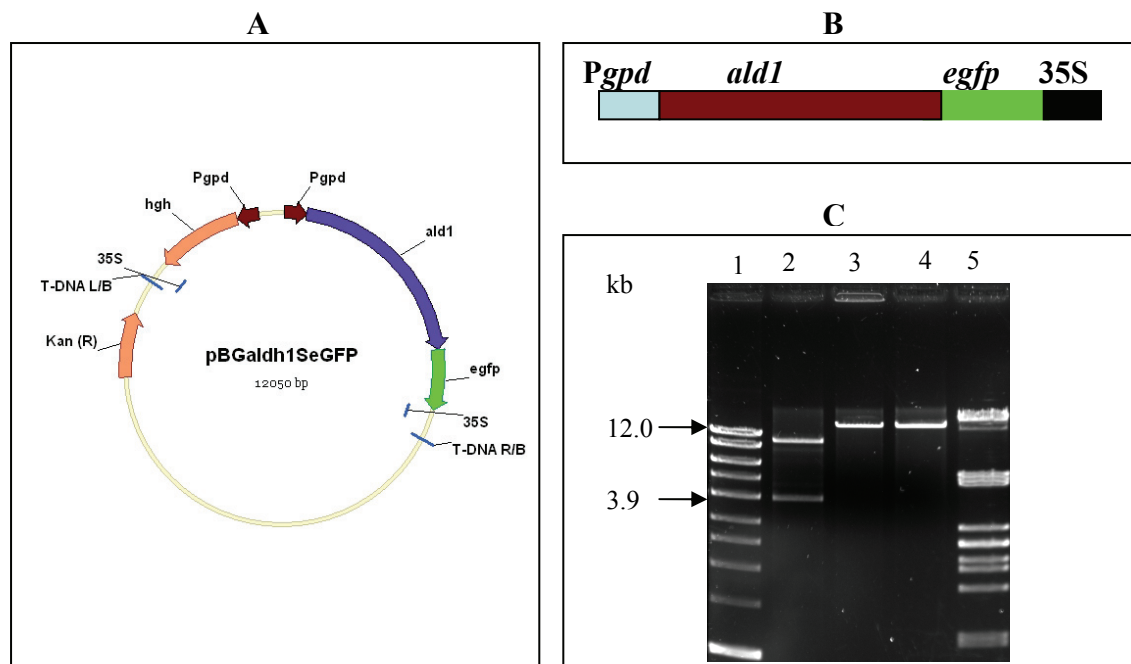 A
Pgpd
Pgpd
hgh
ald1
35S
T-DNA L/B
Kan (R)
pBGaldh1SeGFP
12050 bp
egfp
35S
T-DNA R/B
B
Pgpd ald1 egfp 35S
C
kb 1 2 3 4 5
12.0
3.9